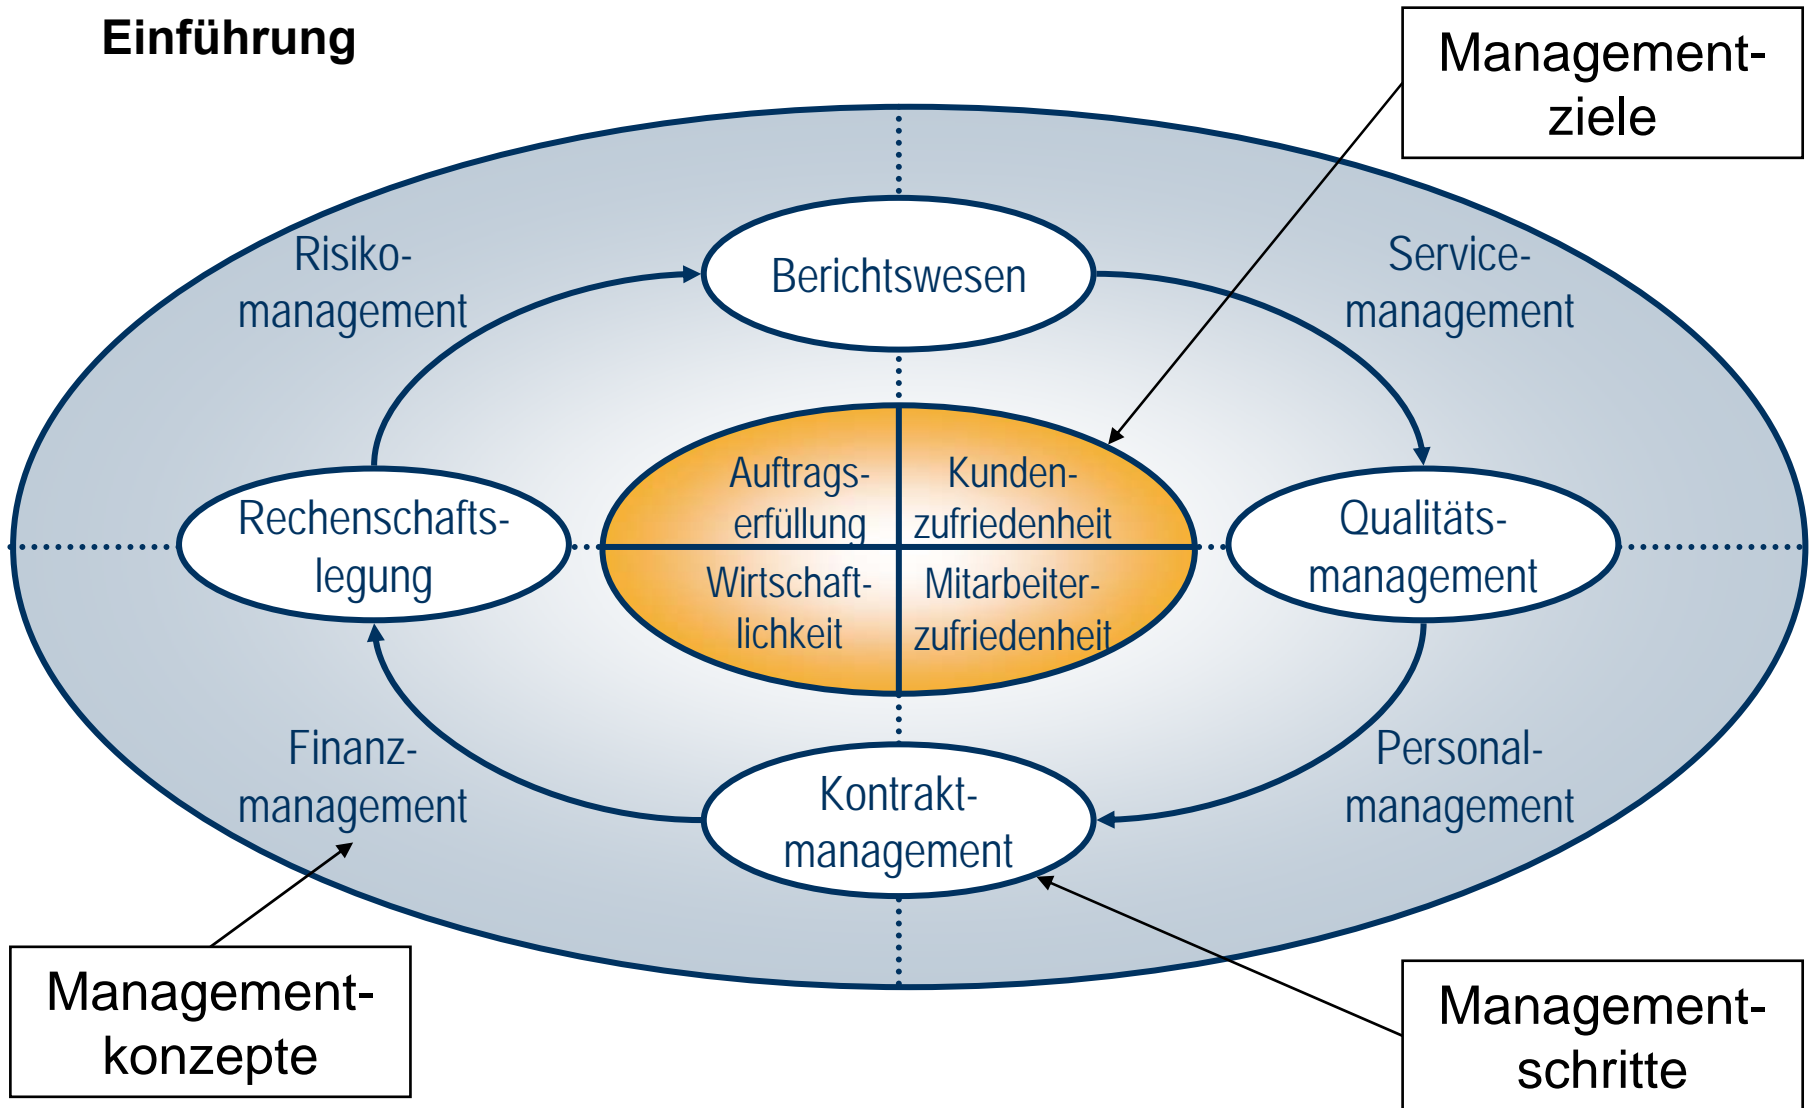 Einführung
Management-
ziele
Risiko-
management
Berichtswesen
Service-
management
Rechenschafts-
legung
Auftrags-
erfüllung
Kunden-
zufriedenheit
Wirtschaft-
lichkeit
Mitarbeiter-
zufriedenheit
Qualitäts-
management
Finanz-
management
Kontrakt-
management
Personal-
management
Management-
konzepte
Management-
schritte